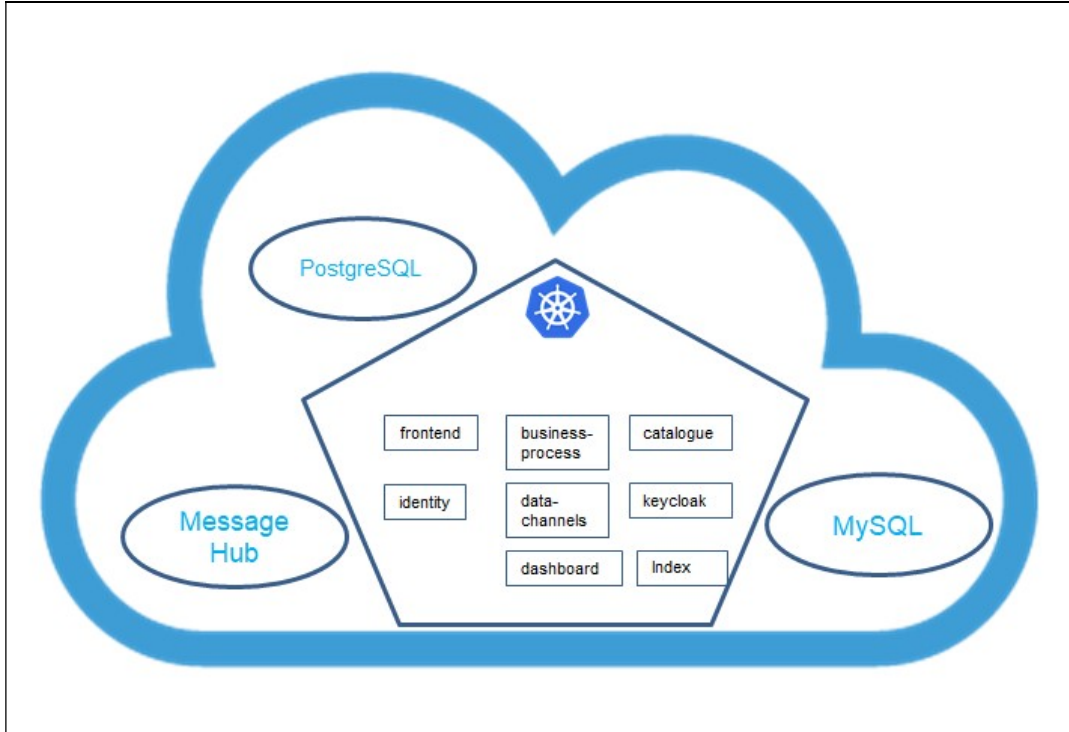 PostgreSQL
frontend
business-
process
catalogue
identity
data-
channels
keycloak
dashboard
Index
Message
Hub
MySQL